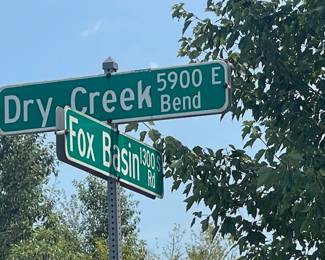 Dry Creek 5900 E
Bend
Fox Basin 1300 S
Rd